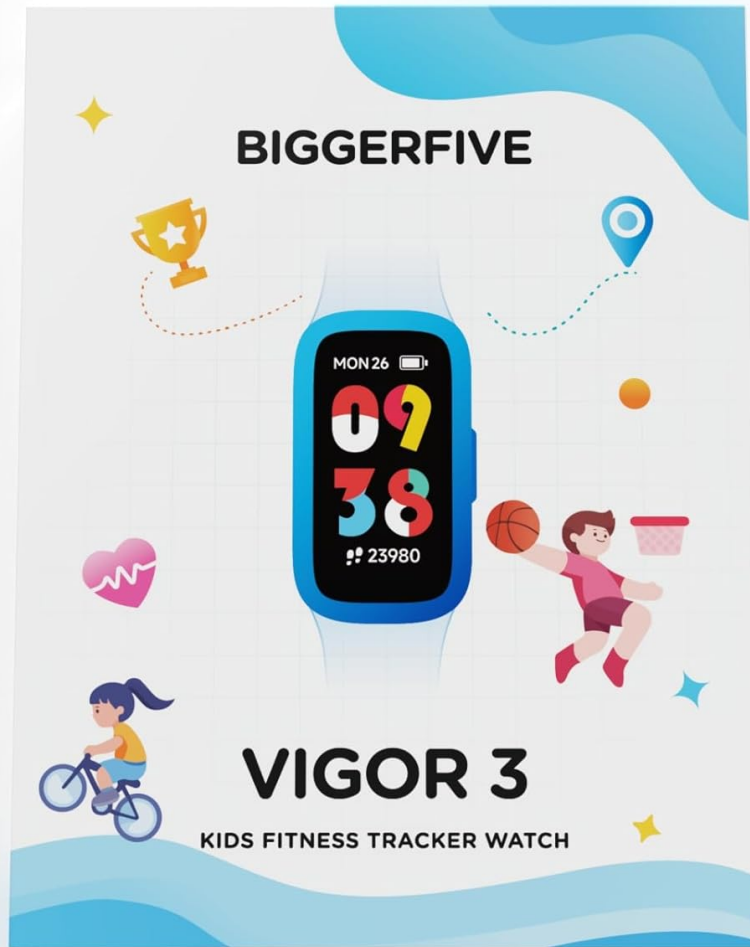 BIGGERFIVE
MON 26
09
38
23980
VIGOR 3
KIDS FITNESS TRACKER WATCH